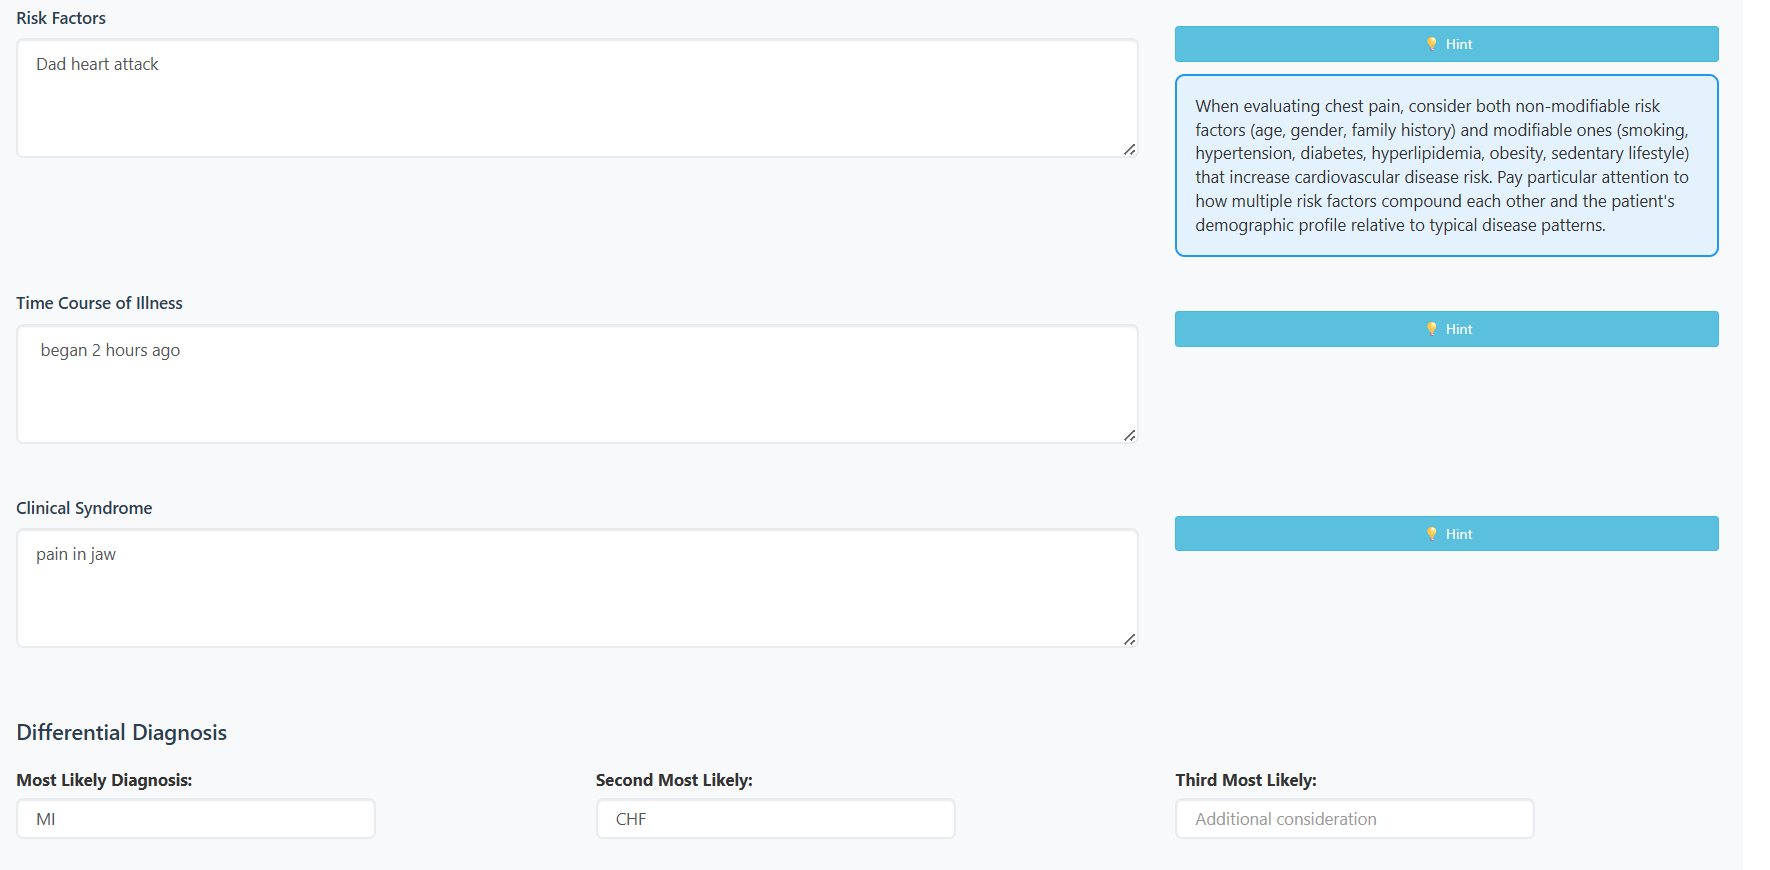 Risk Factors
Dad heart attack
💡 Hint
When evaluating chest pain, consider both non-modifiable risk
factors (age, gender, family history) and modifiable ones (smoking,
hypertension, diabetes, hyperlipidemia, obesity, sedentary lifestyle)
that increase cardiovascular disease risk. Pay particular attention to
how multiple risk factors compound each other and the patient's
demographic profile relative to typical disease patterns.
Time Course of Illness
began 2 hours ago
💡 Hint
Clinical Syndrome
pain in jaw
💡 Hint
Differential Diagnosis
Most Likely Diagnosis:
MI
Second Most Likely:
CHF
Third Most Likely:
Additional consideration